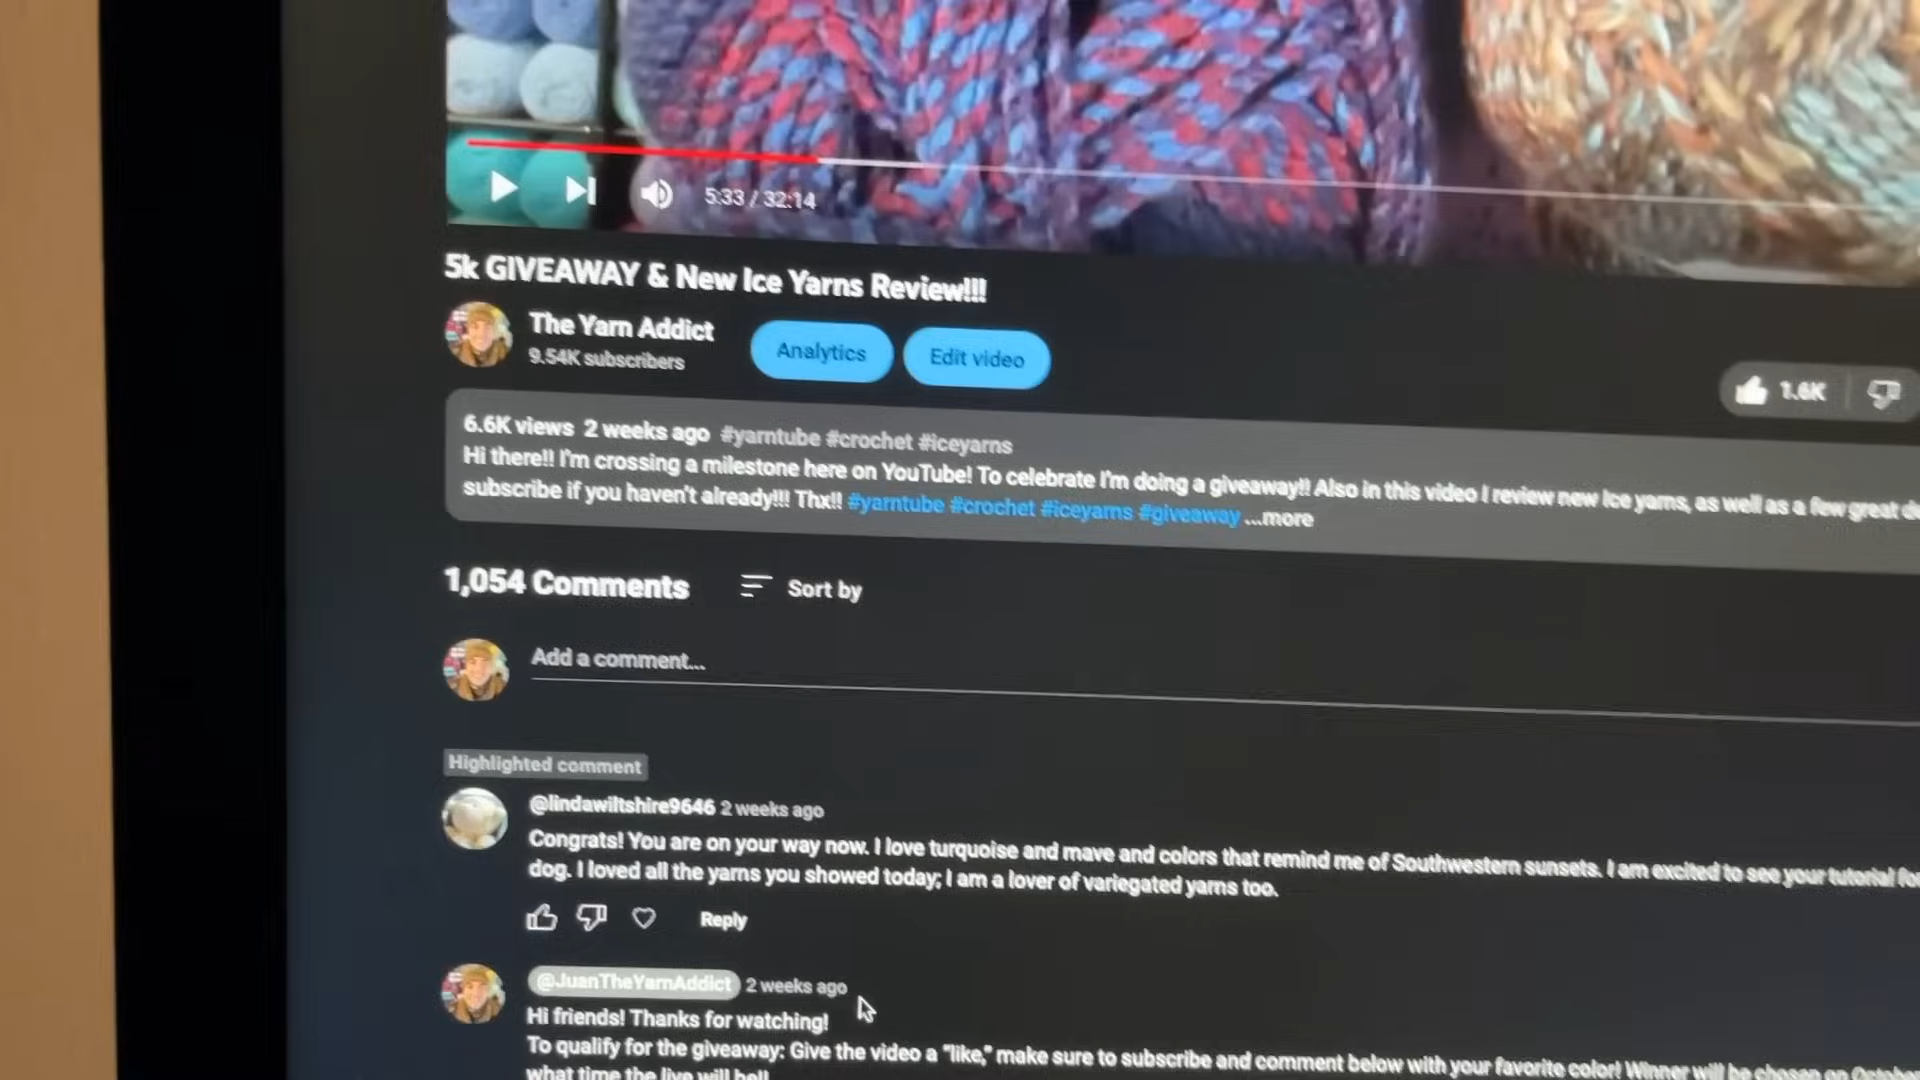 5:33 / 32:14
5k GIVEAWAY & New Ice Yarns Review!!!
The Yarn Addict
9.54K subscribers
Analytics
Edit video
1.6K
6.6K views 2 weeks ago #yarntube #crochet #iceyarns
Hi there!! I'm crossing a milestone here on YouTube! To celebrate I'm doing a giveaway!! Also in this video I review new Ice yarns, as well as a few great
subscribe if you haven't already!!! Thx!! #yarntube #crochet #iceyarns #giveaway ...more
1,054 Comments
Sort by
Add a comment...
Highlighted comment
@lindawiltshire9646 2 weeks ago
Congrats! You are on your way now. I love turquoise and mave and colors that remind me of Southwestern sunsets. I am excited to see your tutorial for
dog. I loved all the yarns you showed today; I am a lover of variegated yarns too.
Reply
@JuanTheYarnAddict 2 weeks ago
Hi friends! Thanks for watching!
To qualify for the giveaway: Give the video a "like," make sure to subscribe and comment below with your favorite color! Winner will be chosen on
what time the live will be!!